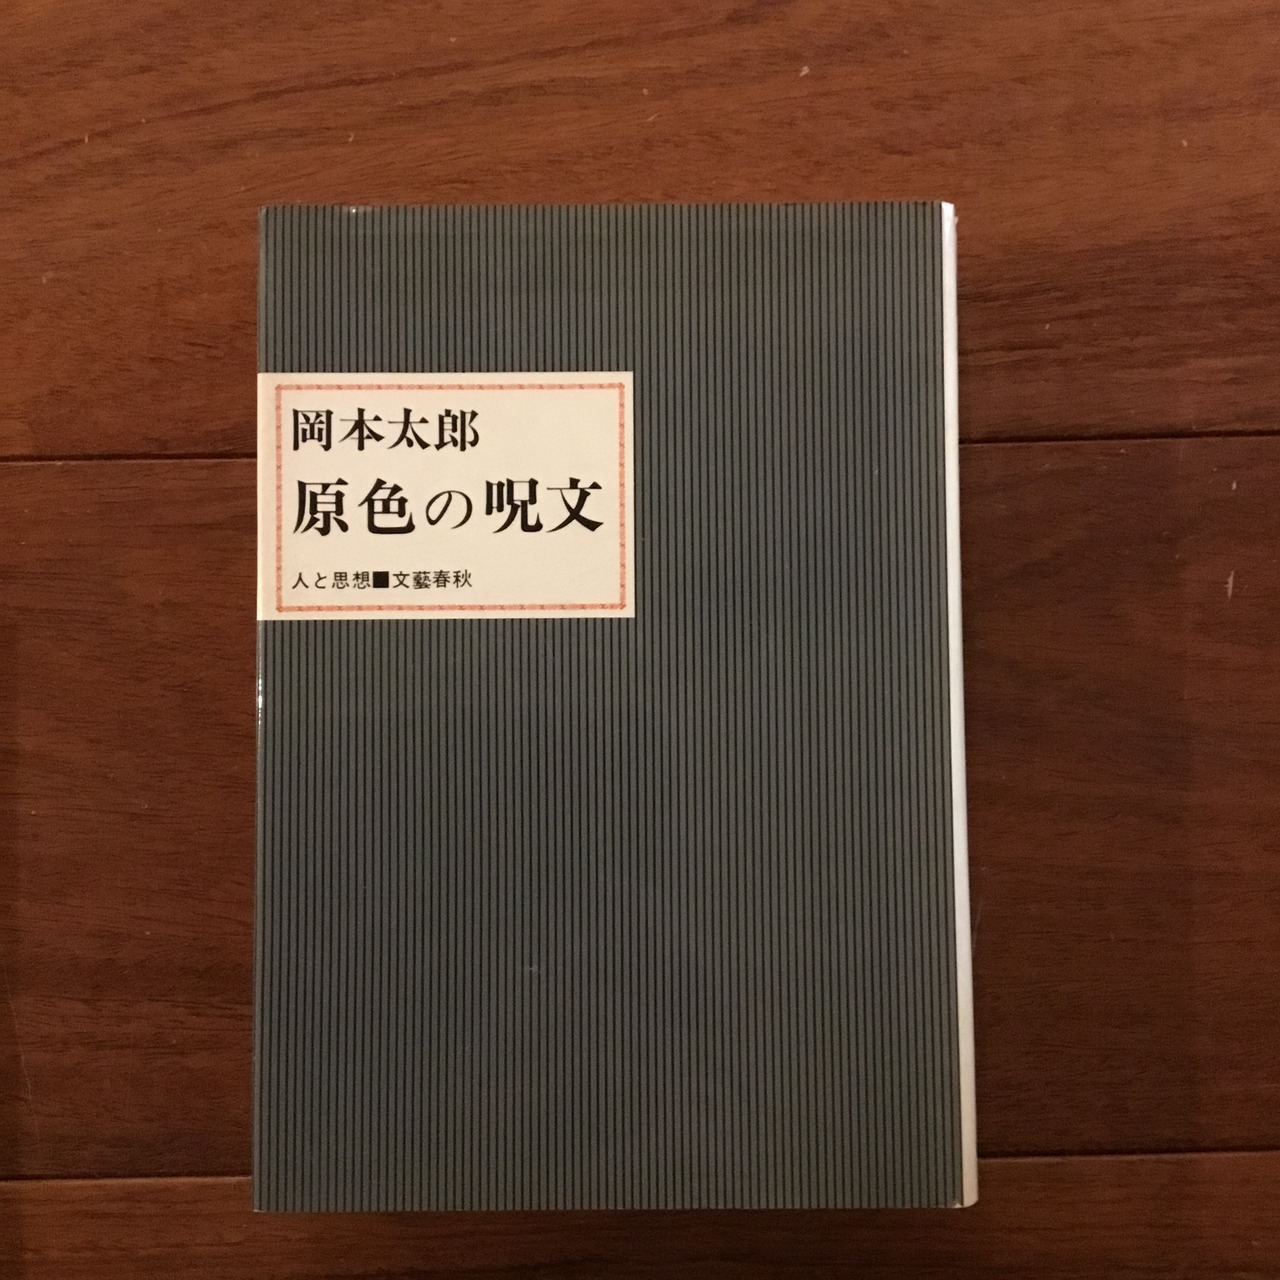 岡本太郎
原色の呪文
人と思想■文藝春秋